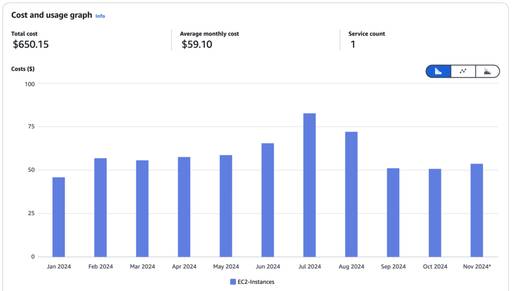 Cost and usage graph Info
Total cost
$650.15
Average monthly cost
$59.10
Service count
1
Costs ($)
100
75
50
25
0
Jan 2024 Feb 2024 Mar 2024 Apr 2024 May 2024 Jun 2024 Jul 2024 Aug 2024 Sep 2024 Oct 2024 Nov 2024*
EC2-Instances